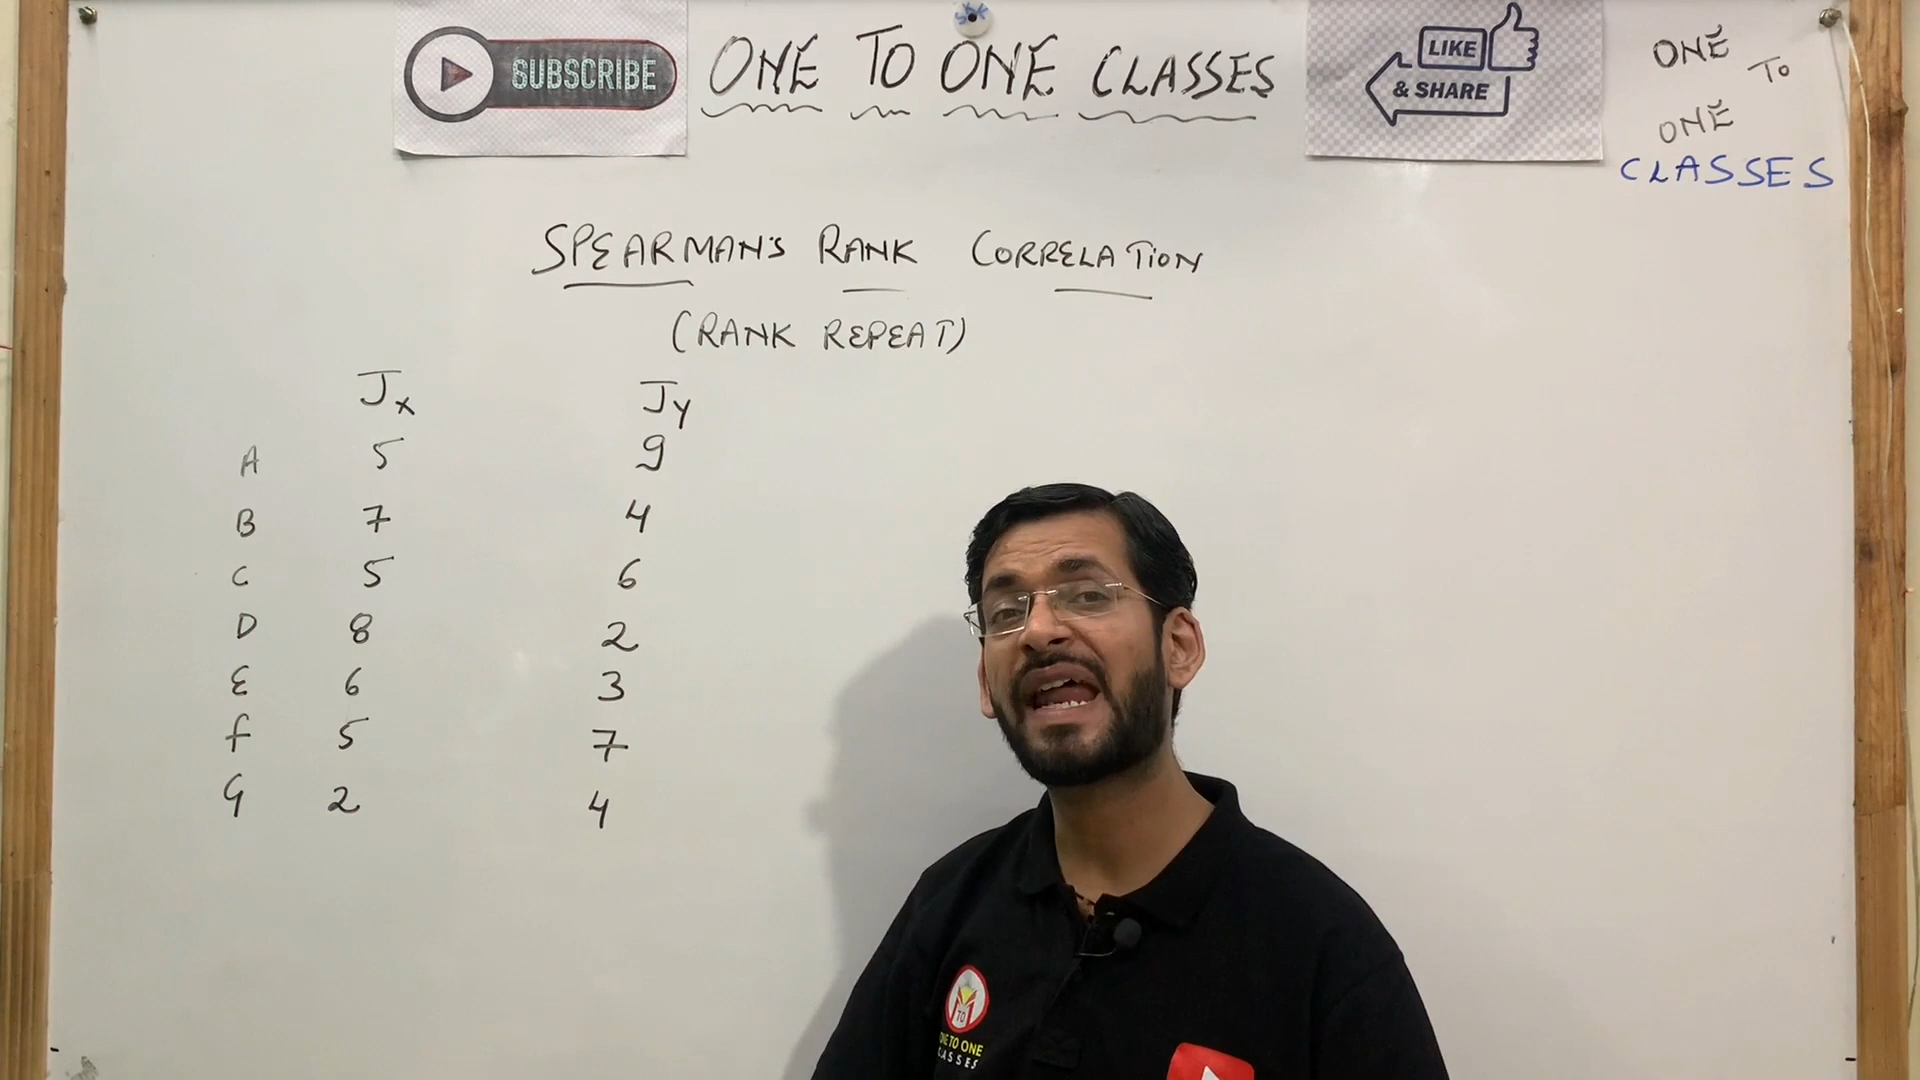 SUBSCRIBE
ONE TO ONE CLASSES
LIKE
& SHARE
ONE
TO
ONE
CLASSES
SPEARMAN'S RANK CORRELATION
(RANK REPEAT)
Jx Jy
A 5 9
B 7 4
C 5 6
D 8 2
E 6 3
F 5 7
G 2 4
TO
ONE TO ONE
CLASSES